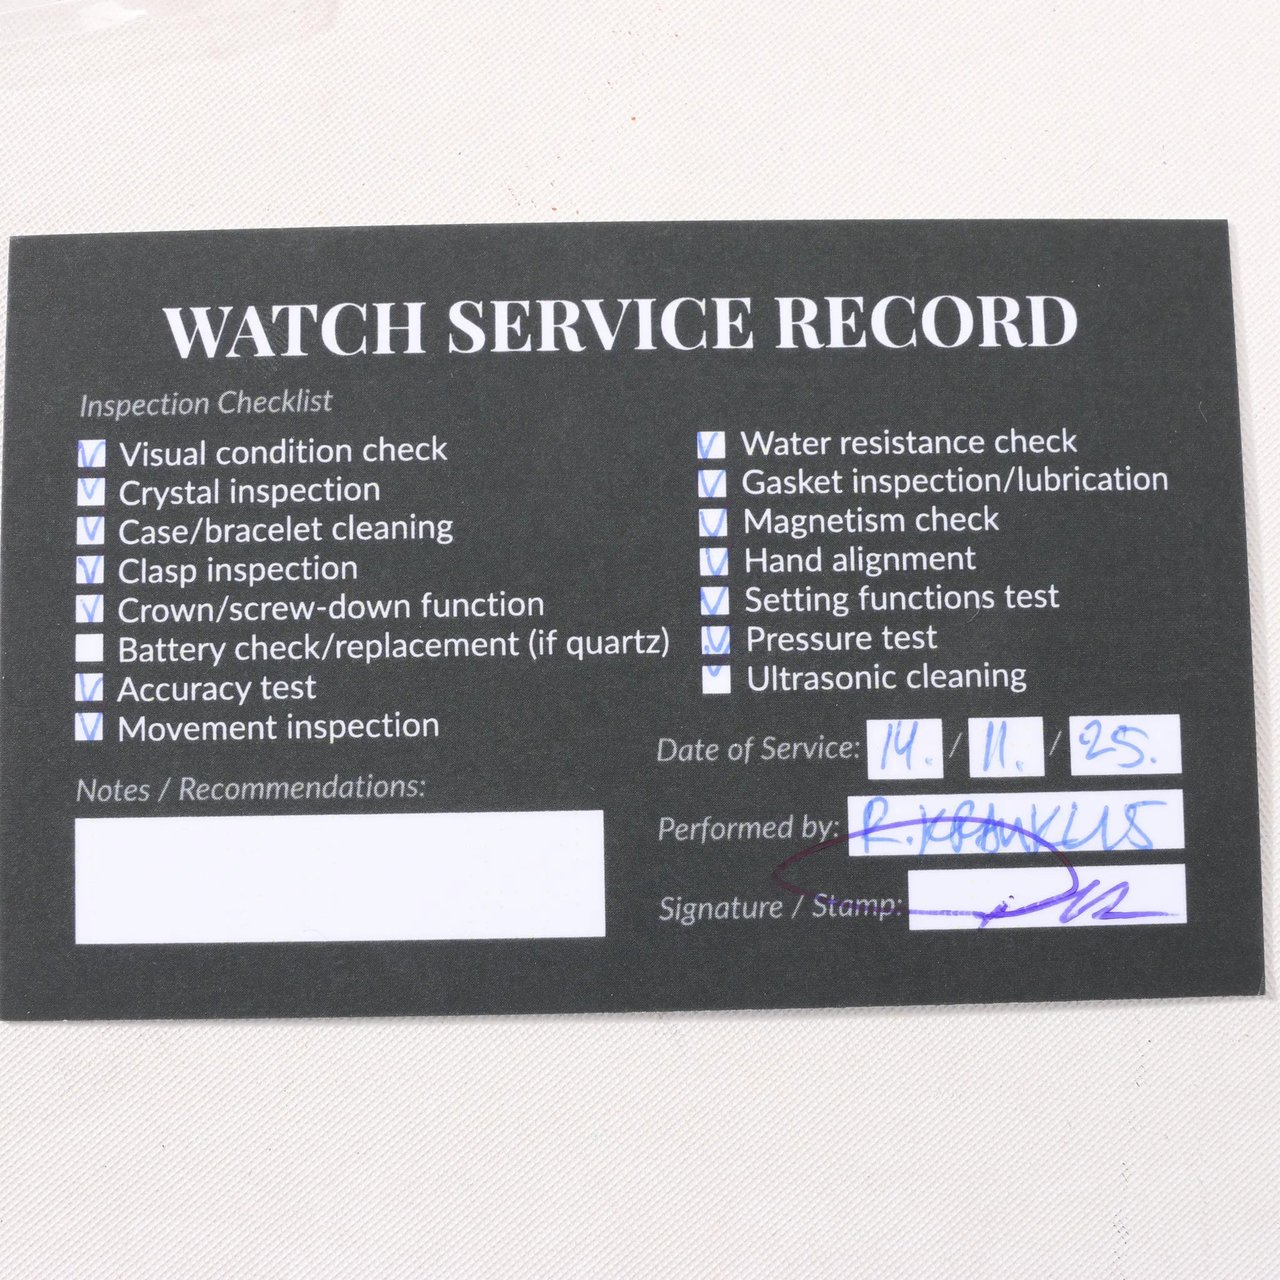 WATCH SERVICE RECORD
Inspection Checklist
Visual condition check
Crystal inspection
Case/bracelet cleaning
Clasp inspection
Crown/screw-down function
Battery check/replacement (if quartz)
Accuracy test
Movement inspection
Notes / Recommendations:
Water resistance check
Gasket inspection/lubrication
Magnetism check
Hand alignment
Setting functions test
Pressure test
Ultrasonic cleaning
Date of Service: 14. / 11. / 25.
Performed by: R.
Signature / Stamp: